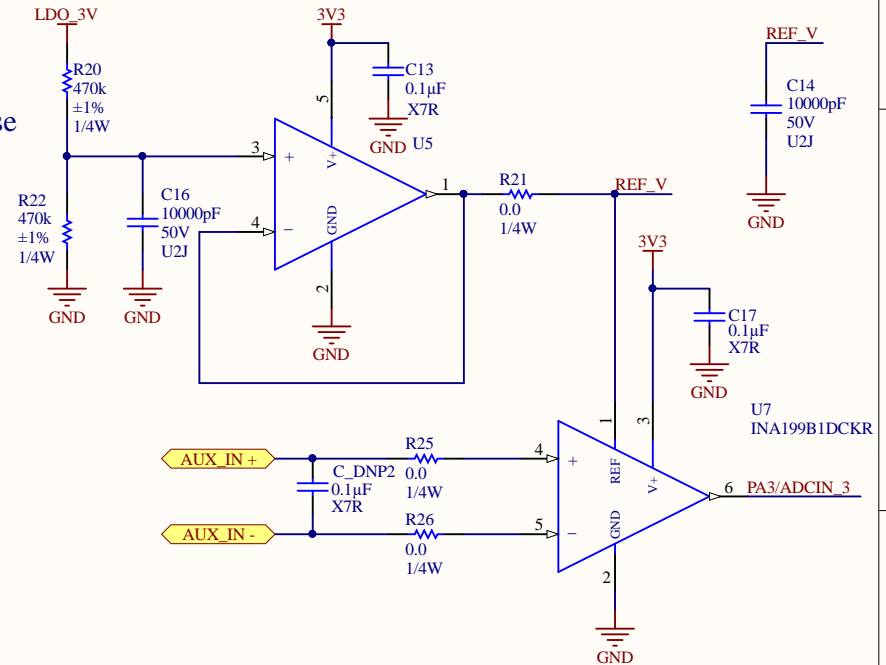 LDO_3V
R20
470k
±1%
1/4W
se
R22
470k
±1%
1/4W
GND
C16
10000pF
50V
U2J
GND
3V3
C13
0.1µF
X7R
GND
U5
5
3
4
1
2
+
−
V+
GND
GND
R21
0.0
1/4W
REF_V
REF_V
C14
10000pF
50V
U2J
GND
3V3
C17
0.1µF
X7R
GND
U7
INA199B1DCKR
AUX_IN +
AUX_IN -
C_DNP2
0.1µF
X7R
R25
0.0
1/4W
R26
0.0
1/4W
1
3
4
5
6
2
+
−
REF
V+
GND
PA3/ADCIN_3
GND